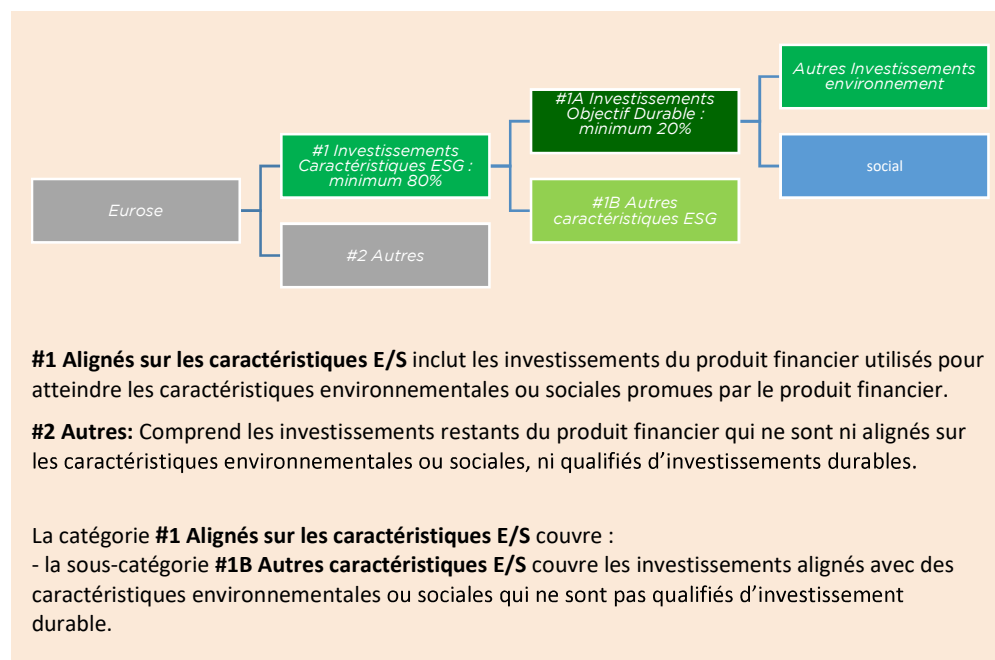 Eurose
#1 Investissements
Caractéristiques ESG :
minimum 80%
#2 Autres
#1A Investissements
Objectif Durable :
minimum 20%
#1B Autres
caractéristiques ESG
Autres Investissements
environnement
social
#1 Alignés sur les caractéristiques E/S inclut les investissements du produit financier utilisés pour
atteindre les caractéristiques environnementales ou sociales promues par le produit financier.
#2 Autres: Comprend les investissements restants du produit financier qui ne sont ni alignés sur
les caractéristiques environnementales ou sociales, ni qualifiés d’investissements durables.
La catégorie #1 Alignés sur les caractéristiques E/S couvre :
- la sous-catégorie #1B Autres caractéristiques E/S couvre les investissements alignés avec des
caractéristiques environnementales ou sociales qui ne sont pas qualifiés d’investissement
durable.